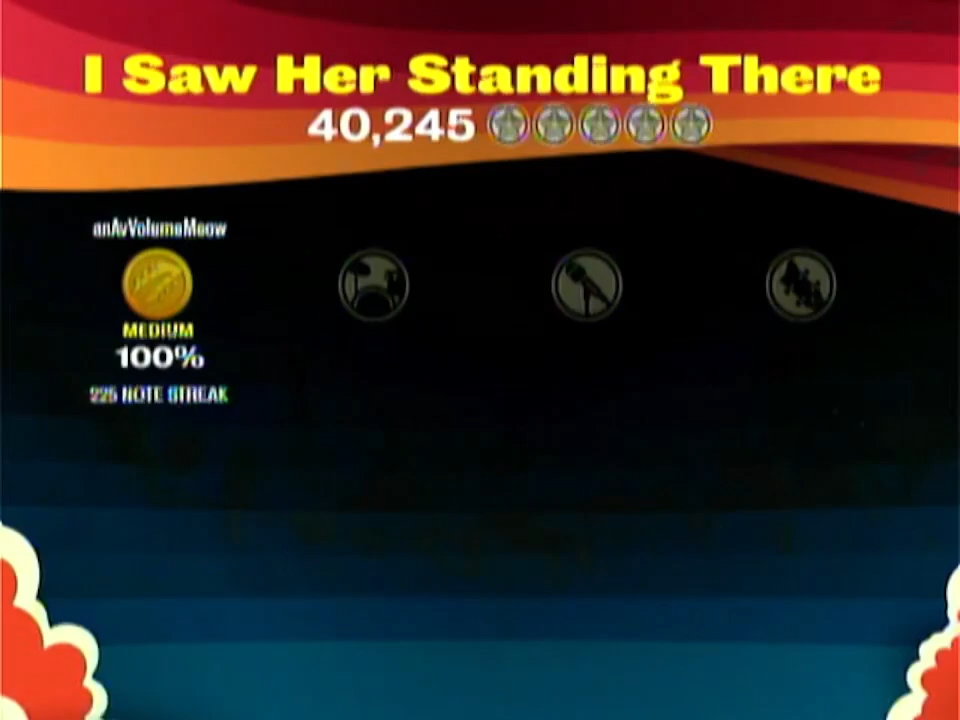 I Saw Her Standing There
40,245
anAvVolumeMeow
MEDIUM
100%
225 NOTE STREAK